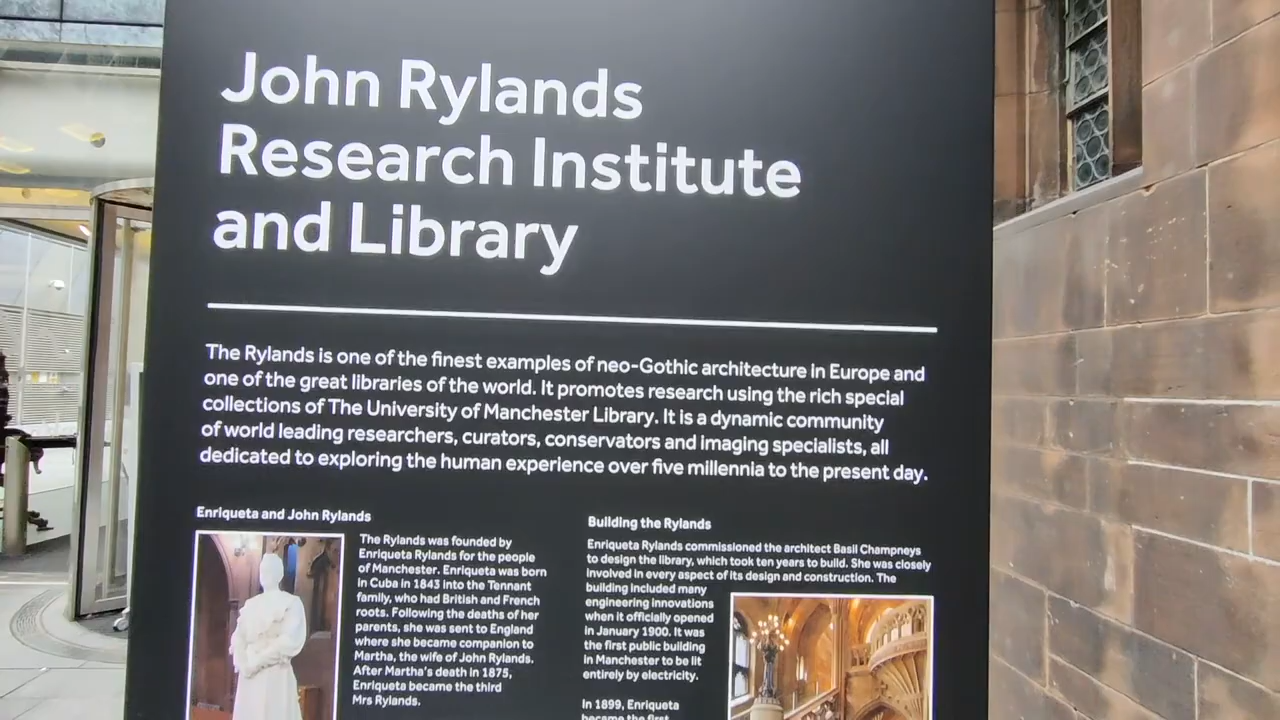 John Rylands
Research Institute
and Library
The Rylands is one of the finest examples of neo-Gothic architecture in Europe and
one of the great libraries of the world. It promotes research using the rich special
collections of The University of Manchester Library. It is a dynamic community
of world leading researchers, curators, conservators and imaging specialists, all
dedicated to exploring the human experience over five millennia to the present day.
Enriqueta and John Rylands
The Rylands was founded by
Enriqueta Rylands for the people
of Manchester. Enriqueta was born
in Cuba in 1843 into the Tennant
family, who had British and French
roots. Following the deaths of her
parents, she was sent to England
where she became companion to
Martha, the wife of John Rylands.
After Martha's death in 1875,
Enriqueta became the third
Mrs Rylands.
Building the Rylands
Enriqueta Rylands commissioned the architect Basil Champneys
to design the library, which took ten years to build. She was closely
involved in every aspect of its design and construction. The
building included many
engineering innovations
when it officially opened
in January 1900. It was
the first public building
in Manchester to be lit
entirely by electricity.
In 1899, Enriqueta
became the first